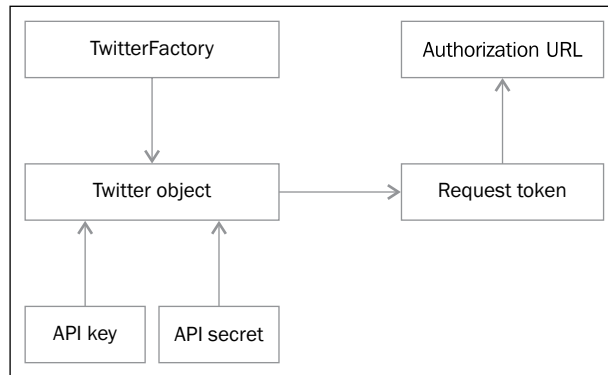 TwitterFactory
Authorization URL
Twitter object
Request token
API key
API secret